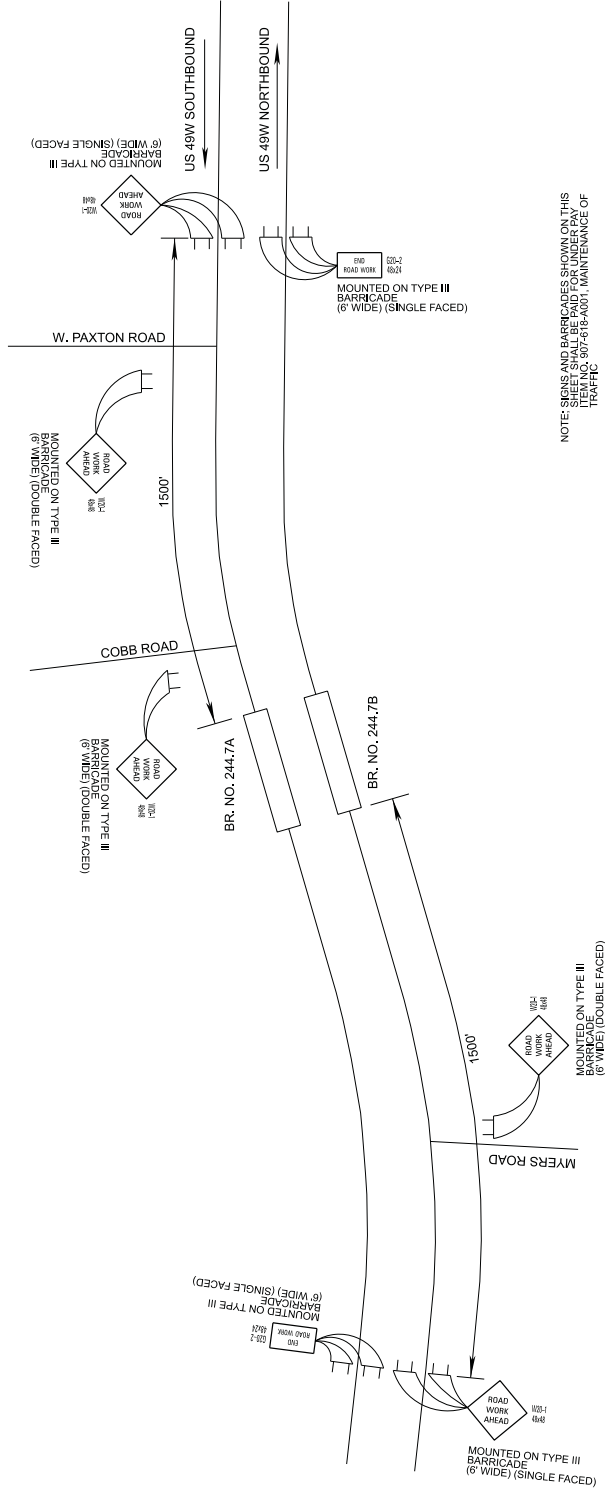 US 49W SOUTHBOUND
US 49W NORTHBOUND
MOUNTED ON TYPE III
BARRICADE
(6' WIDE) (SINGLE FACED)
ROAD
WORK
AHEAD
W20-1
48x48
END
ROAD WORK
G20-2
48x24
MOUNTED ON TYPE III
BARRICADE
(6' WIDE) (SINGLE FACED)
W. PAXTON ROAD
ROAD
WORK
AHEAD
W20-1
48x48
MOUNTED ON TYPE III
BARRICADE
(6' WIDE) (DOUBLE FACED)
1500'
NOTE: SIGNS AND BARRICADES SHOWN ON THIS
SHEET SHALL BE PAID FOR UNDER PAY
ITEM NO. 907-618-A001, MAINTENANCE OF
TRAFFIC
COBB ROAD
ROAD
WORK
AHEAD
W20-1
48x48
MOUNTED ON TYPE III
BARRICADE
(6' WIDE) (DOUBLE FACED)
BR. NO. 244.7A
BR. NO. 244.7B
1500'
ROAD
WORK
AHEAD
W20-1
48x48
MOUNTED ON TYPE III
BARRICADE
(6' WIDE) (DOUBLE FACED)
MYERS ROAD
MOUNTED ON TYPE III
BARRICADE
(6' WIDE) (SINGLE FACED)
END
ROAD WORK
G20-2
48x24
ROAD
WORK
AHEAD
W20-1
48x48
MOUNTED ON TYPE III
BARRICADE
(6' WIDE) (SINGLE FACED)